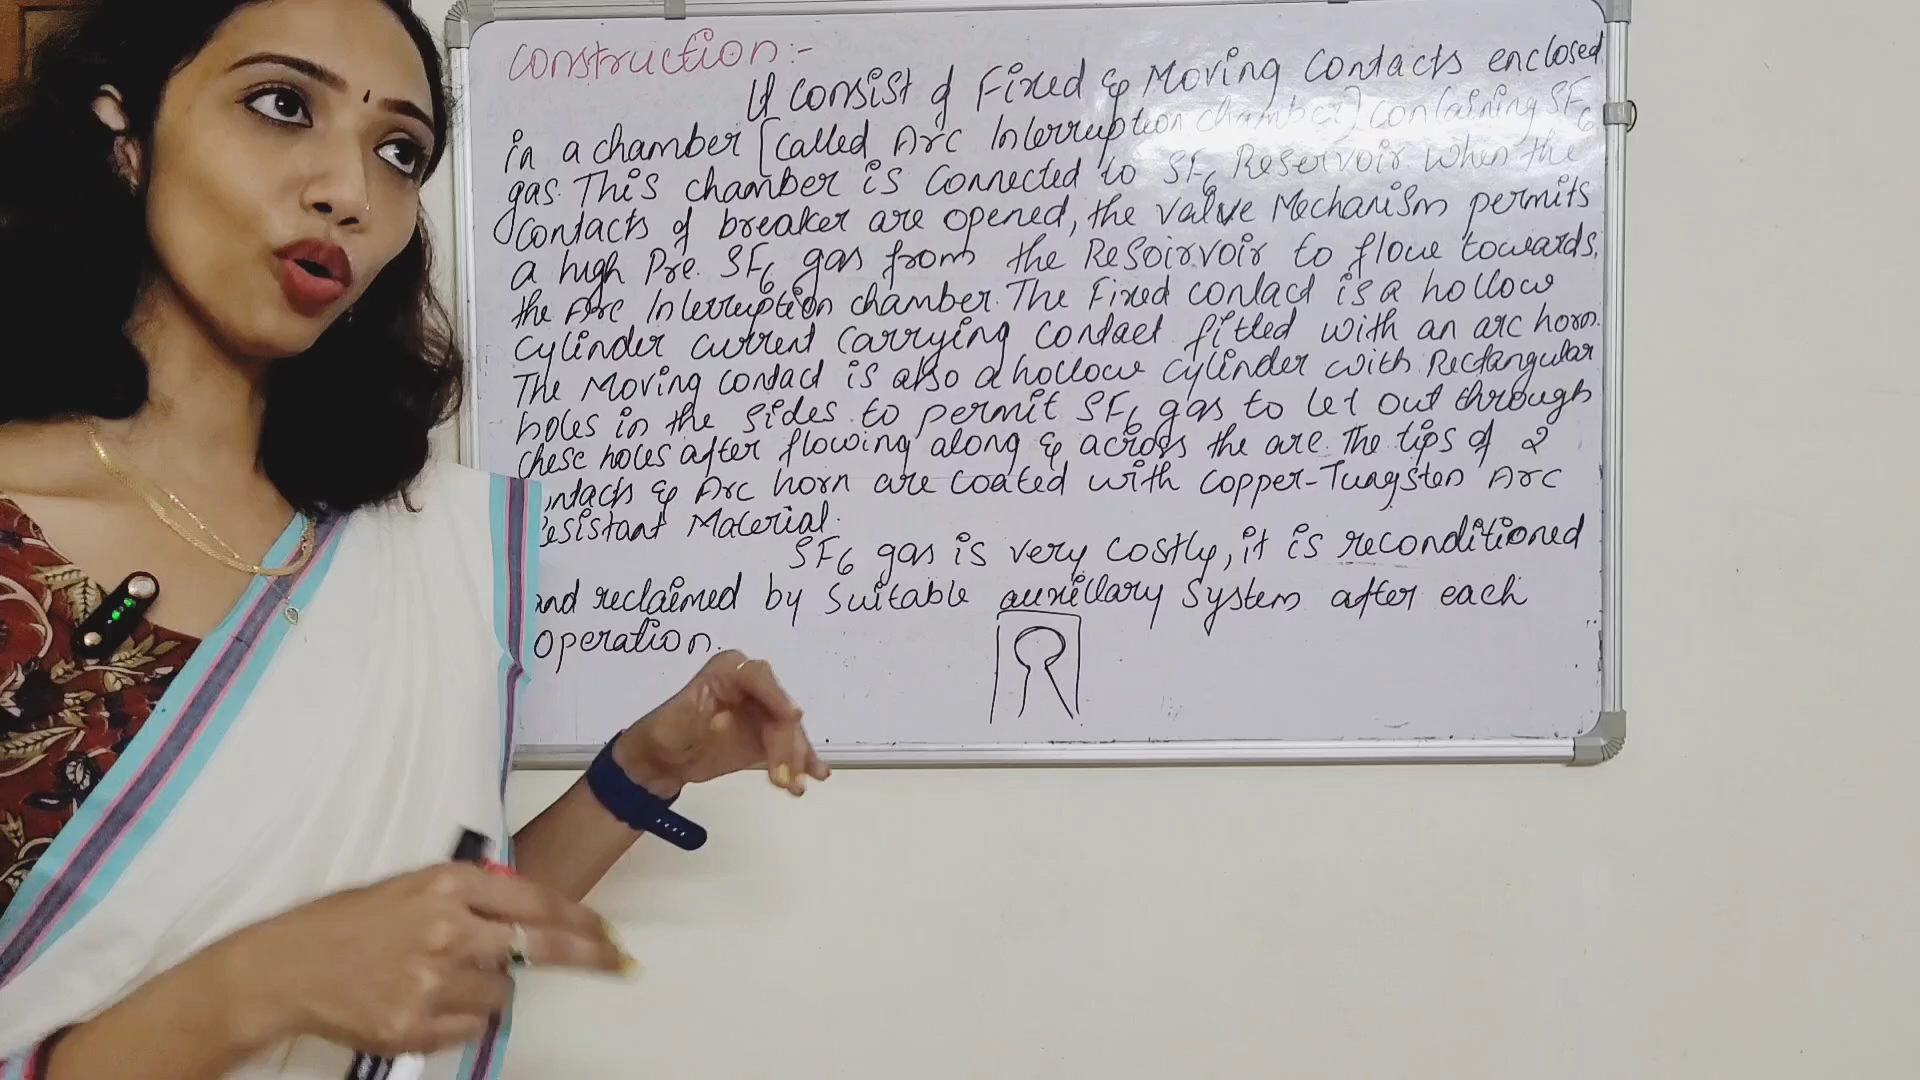 Construction:-
It consist of Fixed & Moving Contacts enclosed
in a chamber [called Arc Interruption chamber] containing SF6
gas. This chamber is connected to SF6 Reservoir when the
contacts of breaker are opened, the valve Mechanism permits
a high Pre. SF6 gas from the Resoirvoir to flow towards
the Arc Interruption chamber. The Fixed contact is a hollow
cylinder current carrying contact fitted with an arc horn.
The Moving contact is also a hollow cylinder with Rectangular
holes in the sides to permit SF6 gas to let out through
these holes after flowing along & across the arc. The tips of 2
ntacts & Arc horn are coated with copper-Tungsten Arc
esistant Material.
SF6 gas is very costly, it is reconditioned
and reclaimed by suitable auxillary system after each
operation.